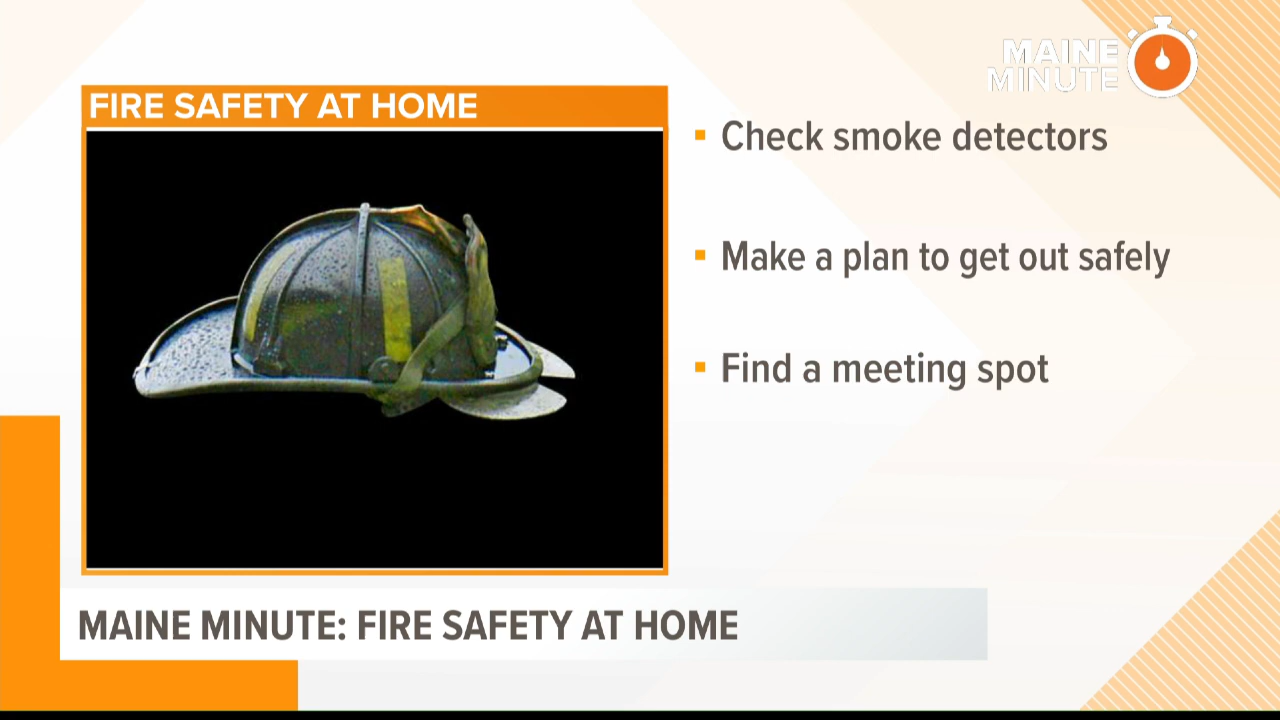 MAINE
MINUTE
FIRE SAFETY AT HOME
Check smoke detectors
Make a plan to get out safely
Find a meeting spot
MAINE MINUTE: FIRE SAFETY AT HOME